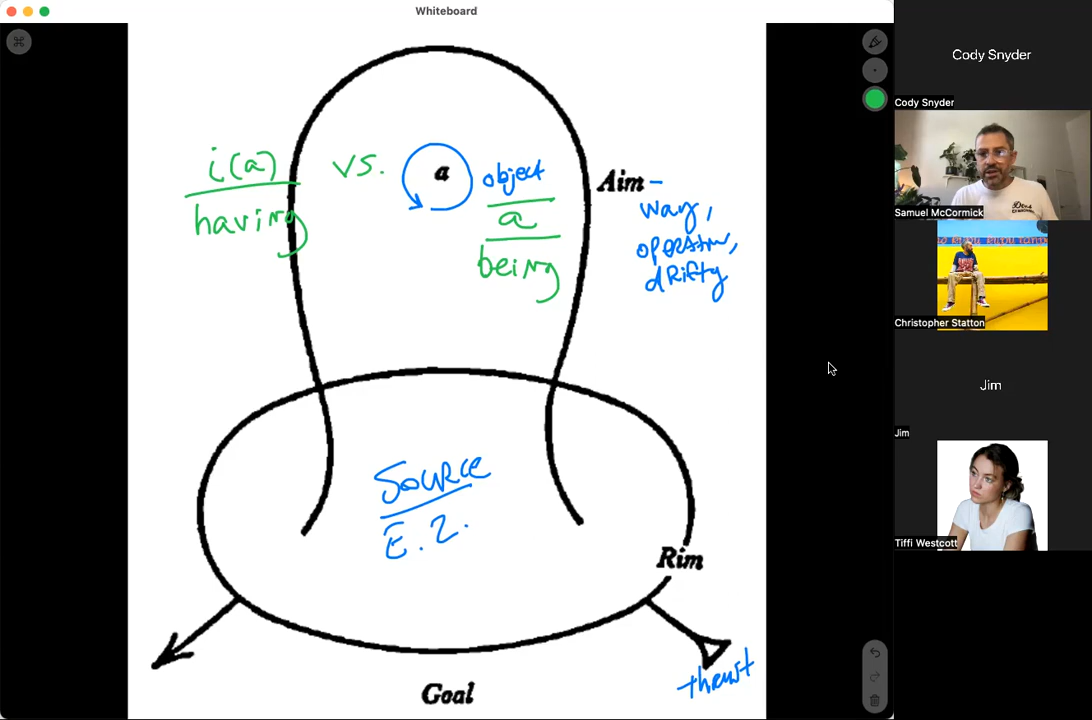 Whiteboard
Cody Snyder
Cody Snyder
Samuel McCormick
Christopher Statton
Jim
Jim
Tiffi Westcott
i(a)
having
vs.
a
object
a
being
Aim -
way,
operation,
drifty
Source
E.Z.
Rim
thrust
Goal